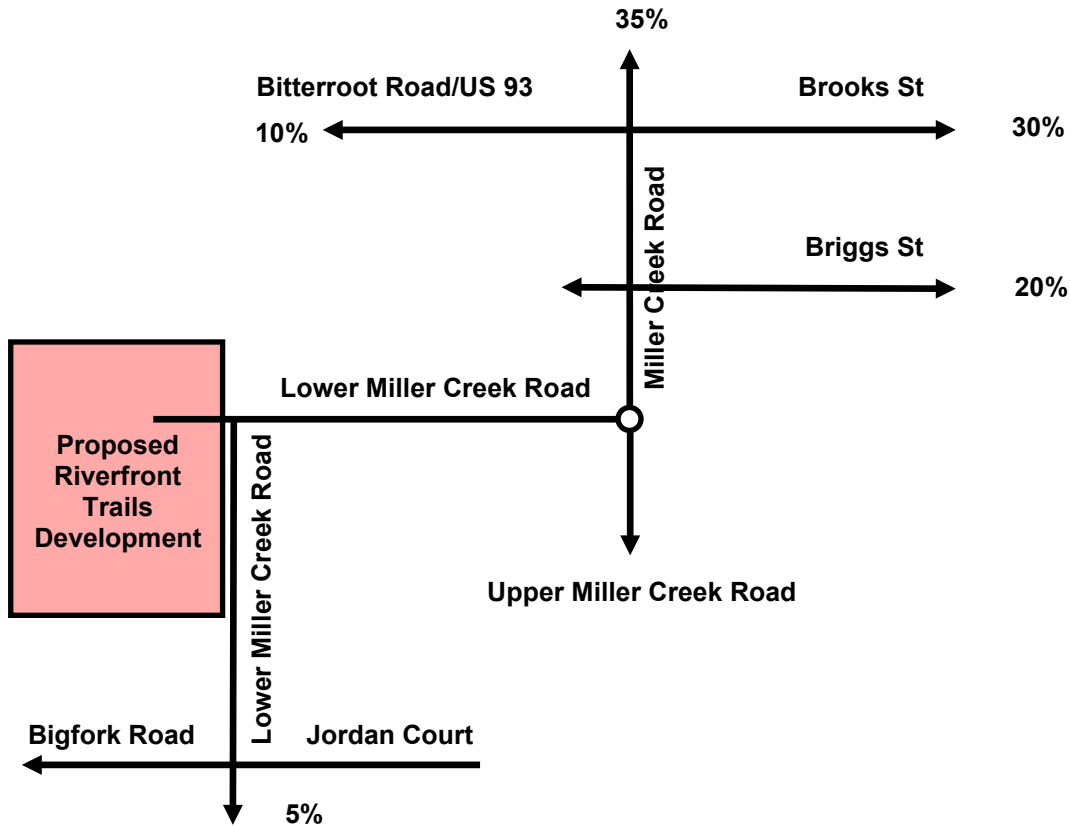 35%
Bitterroot Road/US 93
Brooks St
10%
30%
Miller Creek Road
Briggs St
20%
Lower Miller Creek Road
Proposed
Riverfront
Trails
Development
Lower Miller Creek Road
Upper Miller Creek Road
Bigfork Road
Jordan Court
5%